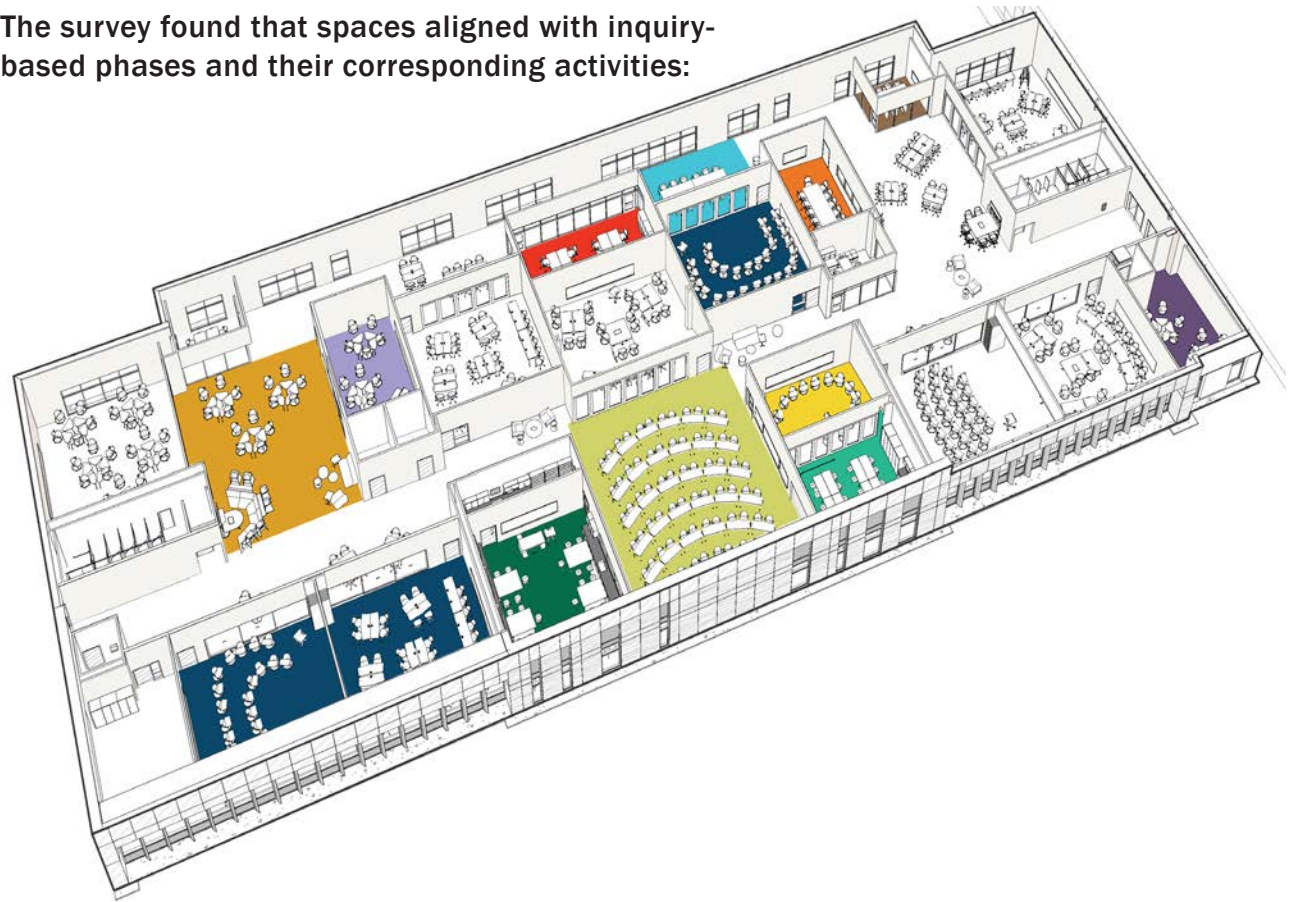 The survey found that spaces aligned with inquiry-
based phases and their corresponding activities: